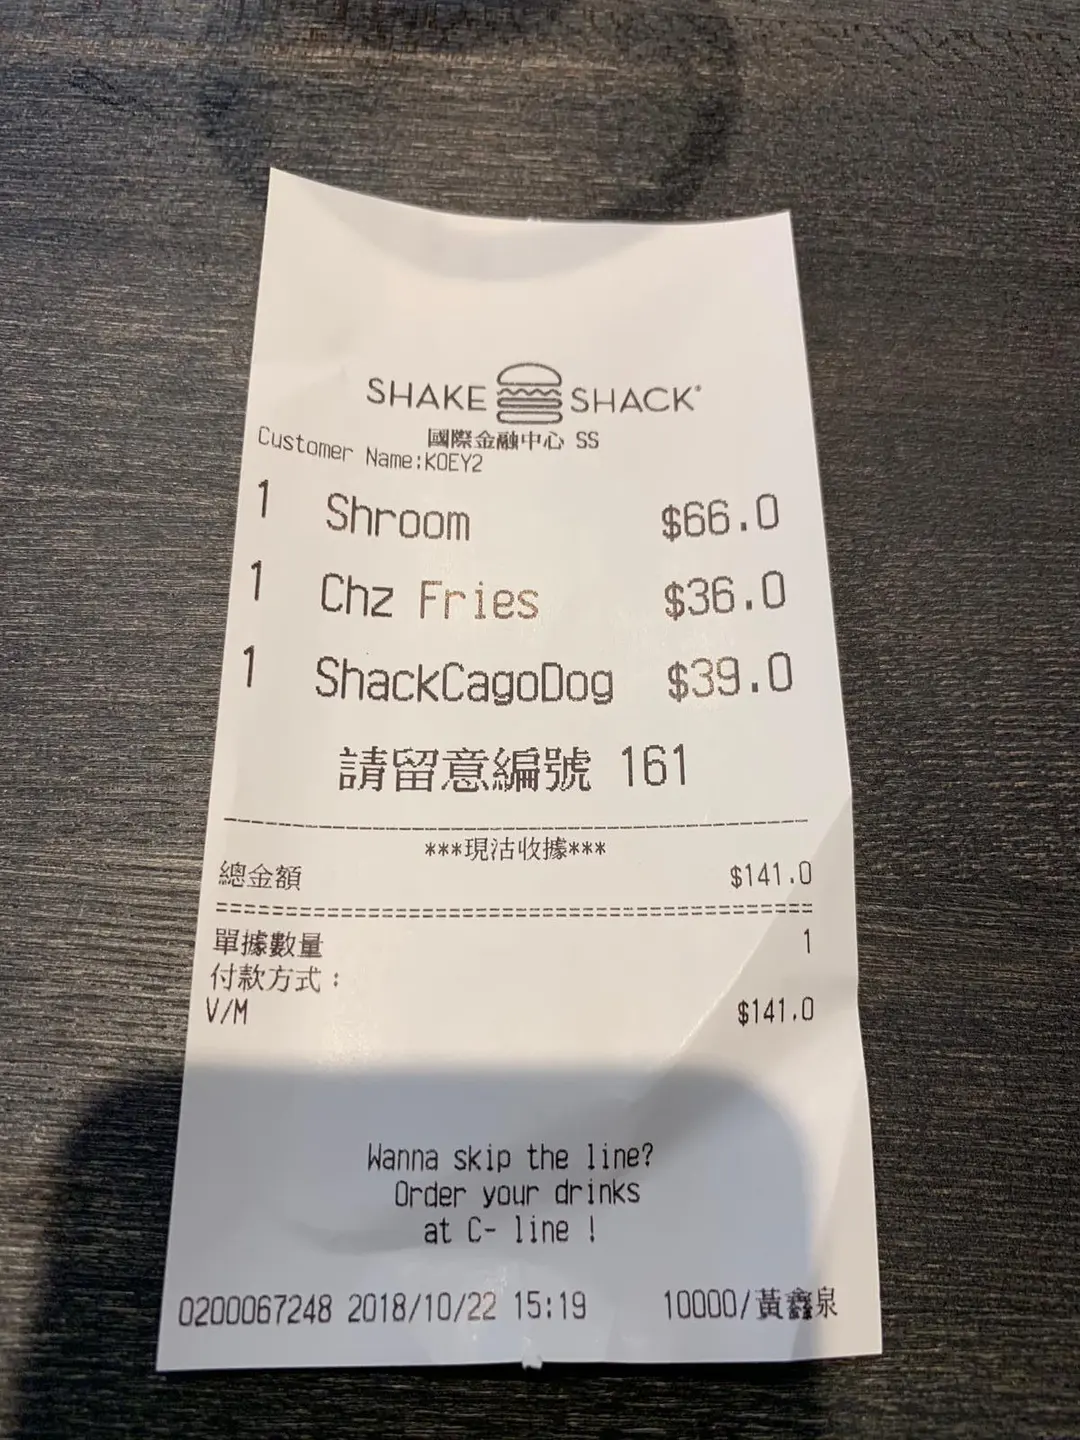 SHAKE SHACK
國際金融中心 SS
Customer Name:KOEY2
1 Shroom $66.0
1 Chz Fries $36.0
1 ShackCagoDog $39.0
請留意編號 161
***現沽收據***
總金額 $141.0
單據數量 1
付款方式：
V/M $141.0
Wanna skip the line?
Order your drinks
at C- line !
0200067248 2018/10/22 15:19 10000/黃鑫泉